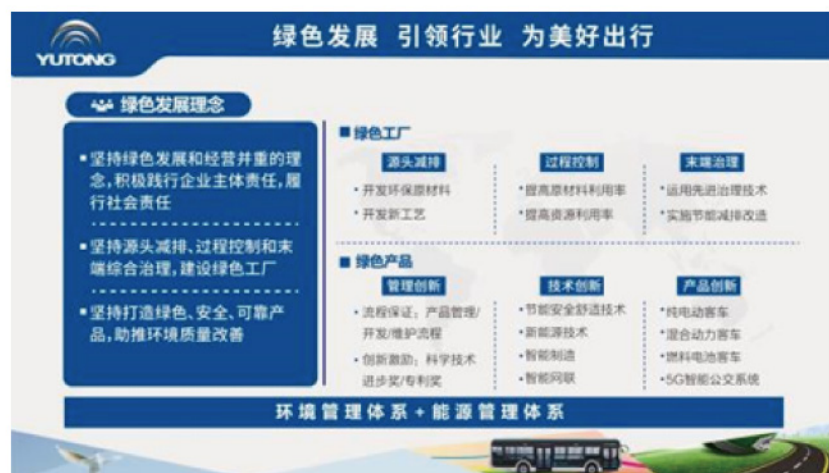 YUTONG
绿色发展 引领行业 为美好出行
绿色发展理念
▪坚持绿色发展和经营并重的理
念,积极践行企业主体责任,履
行社会责任
▪坚持源头减排、过程控制和末
端综合治理,建设绿色工厂
▪坚持打造绿色、安全、可靠产
品,助推环境质量改善
■绿色工厂
源头减排
•开发环保原材料
•开发新工艺
过程控制
•提高原材料利用率
•提高资源利用率
末端治理
•运用先进治理技术
•实施节能减排改造
■绿色产品
管理创新
•流程保证:产品管理/
开发/维护流程
•创新激励:科学技术
进步奖/专利奖
技术创新
•节能安全舒适技术
•新能源技术
•智能制造
•智能网联
产品创新
•纯电动客车
•混合动力客车
•燃料电池客车
•5G智能公交系统
环境管理体系+能源管理体系